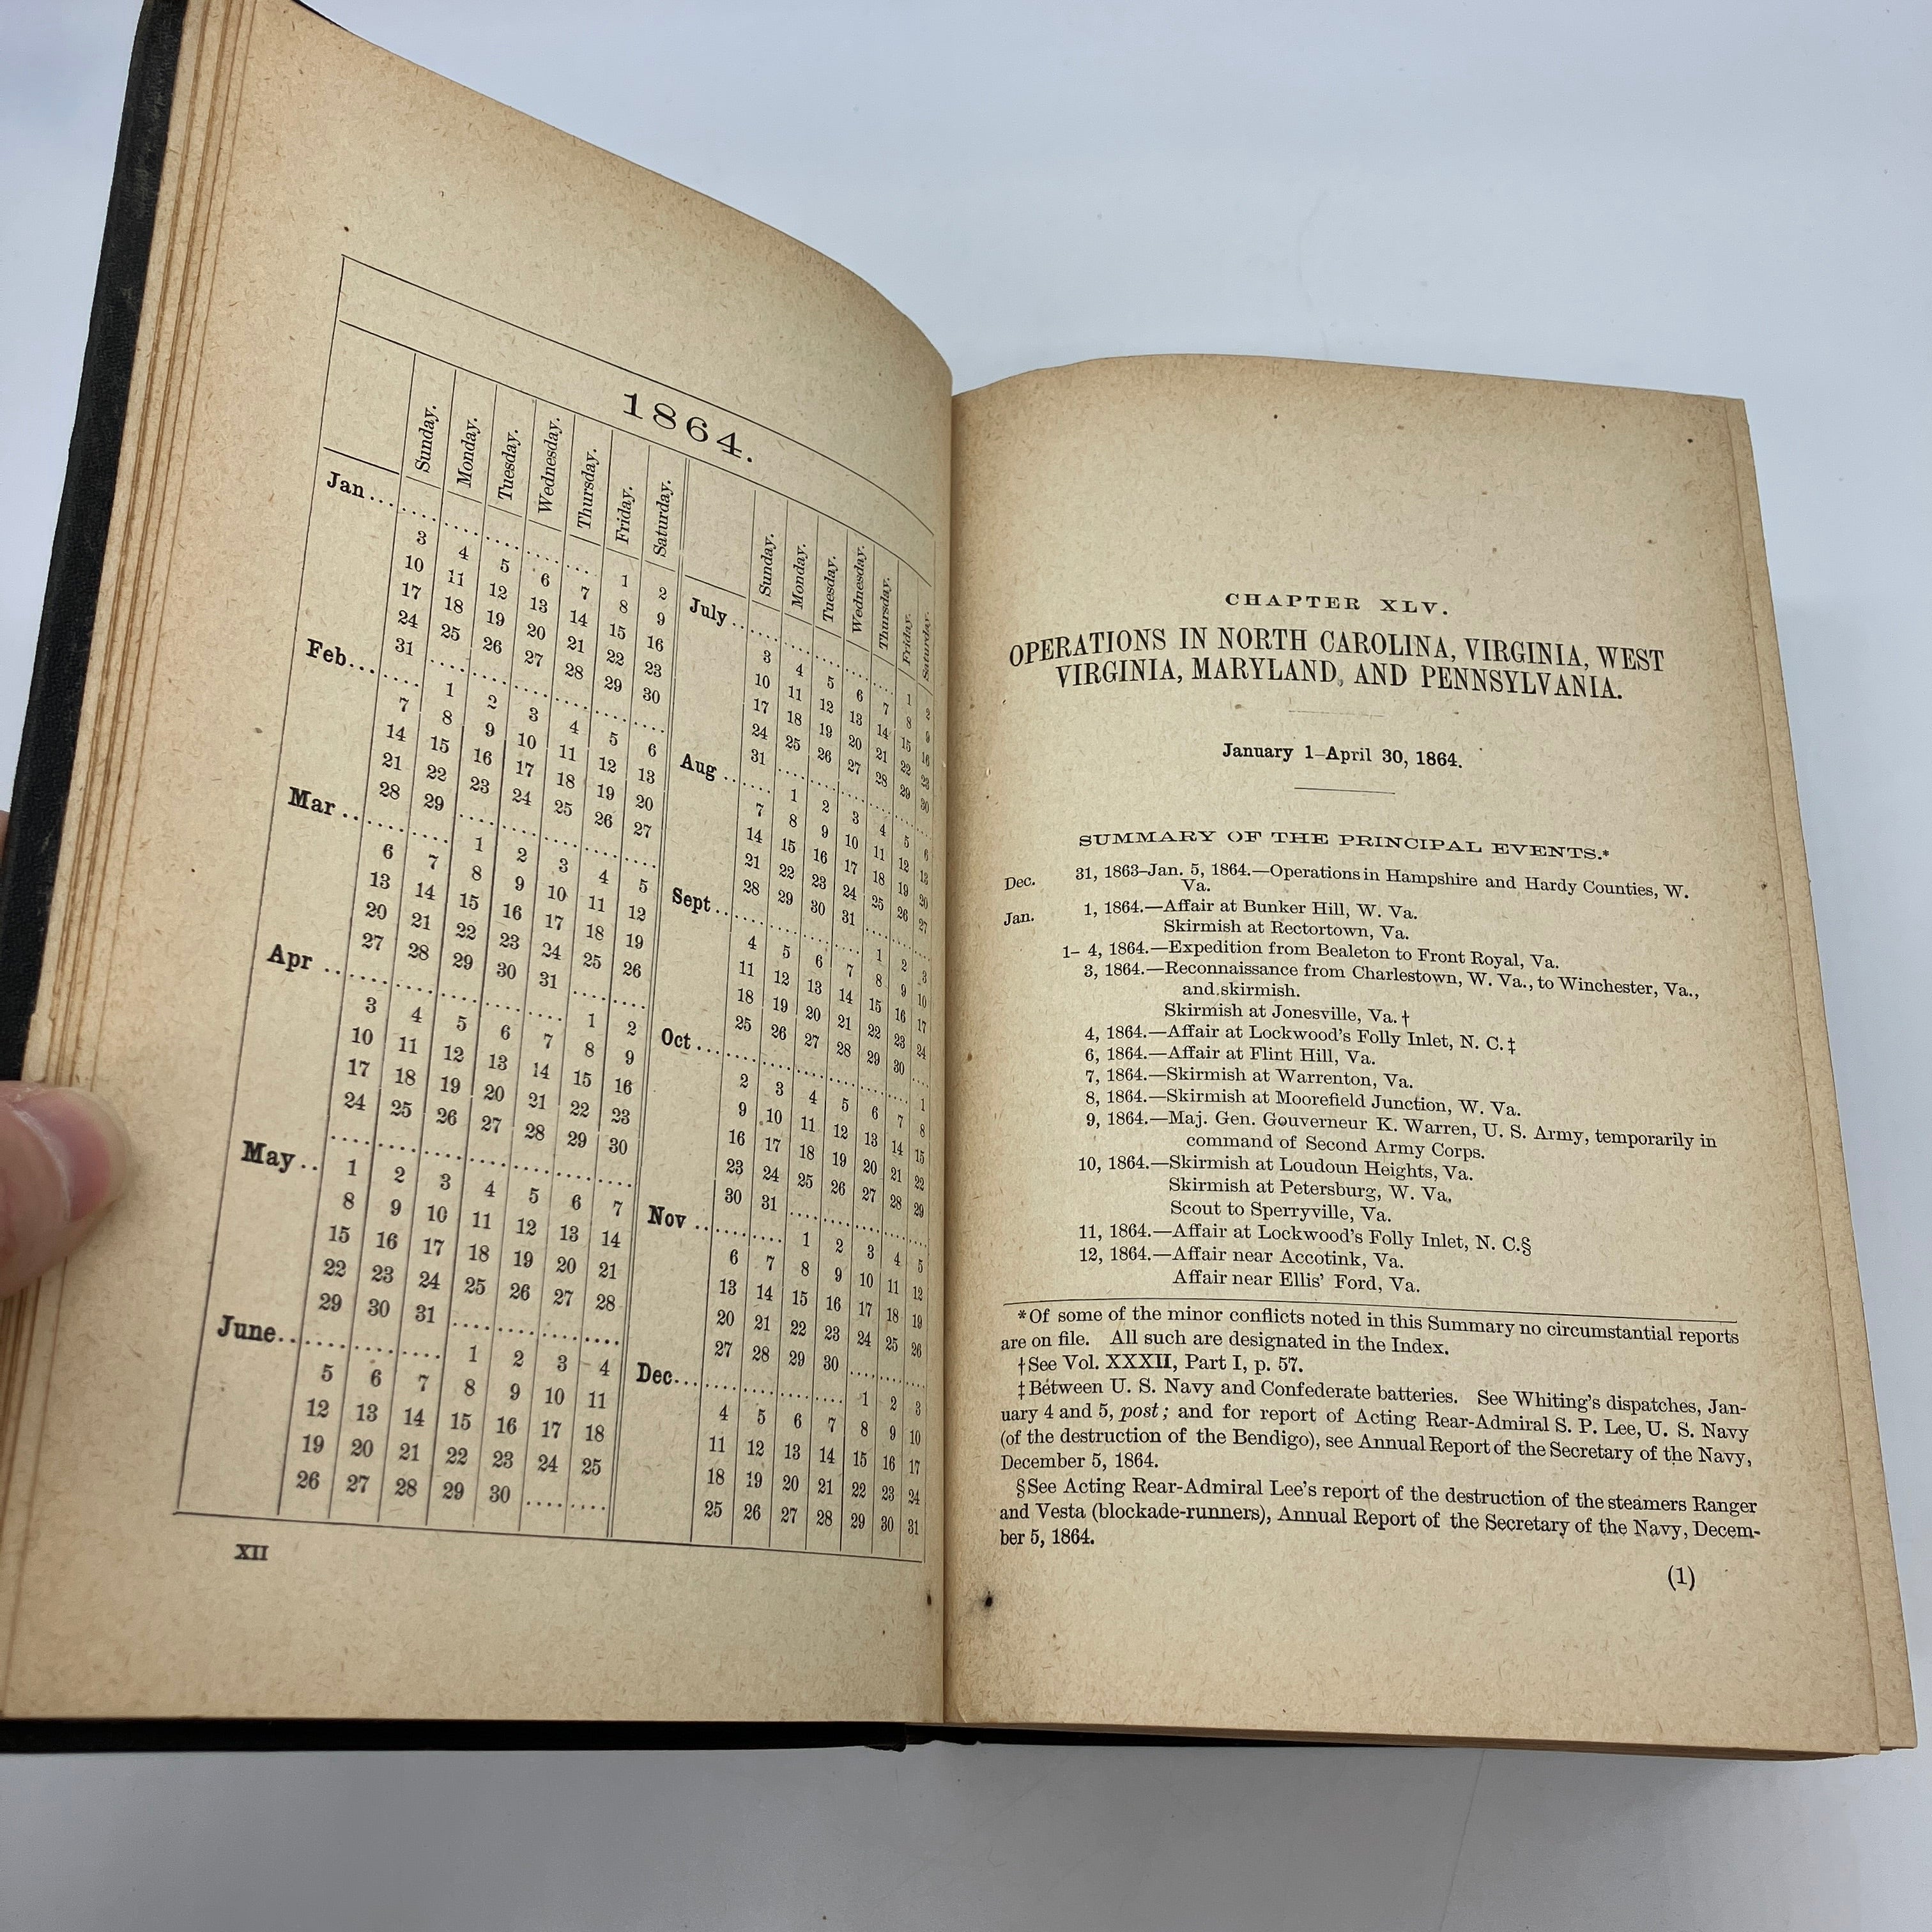 1864.
Sunday. Monday. Tuesday. Wednesday. Thursday. Friday. Saturday.
Jan... 1 2
3 4 5 6 7 8 9
10 11 12 13 14 15 16
17 18 19 20 21 22 23
24 25 26 27 28 29 30
31
Feb... 1 2 3 4 5 6
7 8 9 10 11 12 13
14 15 16 17 18 19 20
21 22 23 24 25 26 27
28 29
Mar... 1 2 3 4 5
6 7 8 9 10 11 12
13 14 15 16 17 18 19
20 21 22 23 24 25 26
27 28 29 30 31
Apr... 1 2
3 4 5 6 7 8 9
10 11 12 13 14 15 16
17 18 19 20 21 22 23
24 25 26 27 28 29 30
May... 1 2 3 4 5 6 7
8 9 10 11 12 13 14
15 16 17 18 19 20 21
22 23 24 25 26 27 28
29 30 31
June... 1 2 3 4
5 6 7 8 9 10 11
12 13 14 15 16 17 18
19 20 21 22 23 24 25
26 27 28 29 30
Sunday. Monday. Tuesday. Wednesday. Thursday. Friday. Saturday.
July... 1 2
3 4 5 6 7 8 9
10 11 12 13 14 15 16
17 18 19 20 21 22 23
24 25 26 27 28 29 30
31
Aug... 1 2 3 4 5 6
7 8 9 10 11 12 13
14 15 16 17 18 19 20
21 22 23 24 25 26 27
28 29 30 31
Sept... 1 2 3
4 5 6 7 8 9 10
11 12 13 14 15 16 17
18 19 20 21 22 23 24
25 26 27 28 29 30
Oct... 1
2 3 4 5 6 7 8
9 10 11 12 13 14 15
16 17 18 19 20 21 22
23 24 25 26 27 28 29
30 31
Nov... 1 2 3 4 5
6 7 8 9 10 11 12
13 14 15 16 17 18 19
20 21 22 23 24 25 26
27 28 29 30
Dec... 1 2 3
4 5 6 7 8 9 10
11 12 13 14 15 16 17
18 19 20 21 22 23 24
25 26 27 28 29 30 31
XII
CHAPTER XLV.
OPERATIONS IN NORTH CAROLINA, VIRGINIA, WEST
VIRGINIA, MARYLAND, AND PENNSYLVANIA.
January 1–April 30, 1864.
SUMMARY OF THE PRINCIPAL EVENTS.*
Dec. 31, 1863–Jan. 5, 1864.—Operations in Hampshire and Hardy Counties, W.
Va.
Jan. 1, 1864.—Affair at Bunker Hill, W. Va.
Skirmish at Rectortown, Va.
1– 4, 1864.—Expedition from Bealeton to Front Royal, Va.
3, 1864.—Reconnaissance from Charlestown, W. Va., to Winchester, Va.,
and skirmish.
Skirmish at Jonesville, Va.†
4, 1864.—Affair at Lockwood's Folly Inlet, N. C.‡
6, 1864.—Affair at Flint Hill, Va.
7, 1864.—Skirmish at Warrenton, Va.
8, 1864.—Skirmish at Moorefield Junction, W. Va.
9, 1864.—Maj. Gen. Gouverneur K. Warren, U. S. Army, temporarily in
command of Second Army Corps.
10, 1864.—Skirmish at Loudoun Heights, Va.
Skirmish at Petersburg, W. Va.
Scout to Sperryville, Va.
11, 1864.—Affair at Lockwood's Folly Inlet, N. C.§
12, 1864.—Affair near Accotink, Va.
Affair near Ellis' Ford, Va.
*Of some of the minor conflicts noted in this Summary no circumstantial reports
are on file. All such are designated in the Index.
†See Vol. XXXII, Part I, p. 57.
‡Between U. S. Navy and Confederate batteries. See Whiting's dispatches, Jan-
uary 4 and 5, post; and for report of Acting Rear-Admiral S. P. Lee, U. S. Navy
(of the destruction of the Bendigo), see Annual Report of the Secretary of the Navy,
December 5, 1864.
§See Acting Rear-Admiral Lee's report of the destruction of the steamers Ranger
and Vesta (blockade-runners), Annual Report of the Secretary of the Navy, Decem-
ber 5, 1864.
(1)